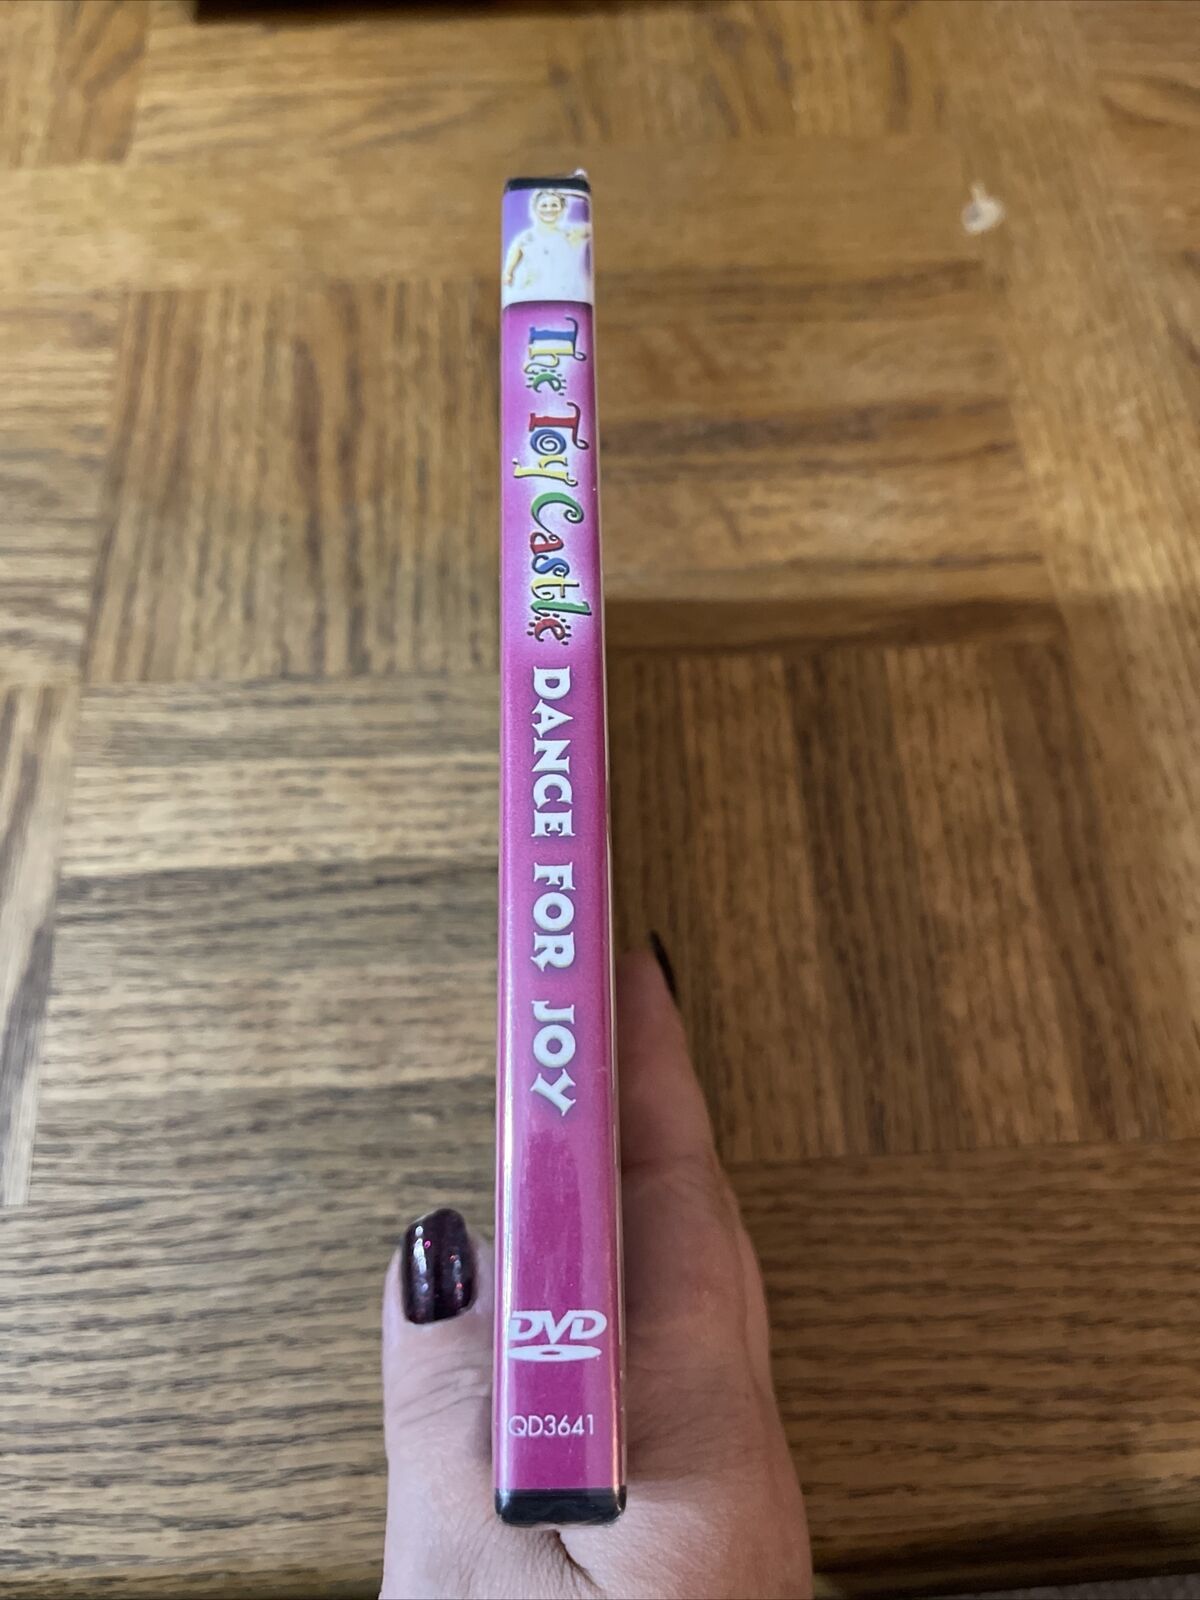 The Toy Castle DANCE FOR JOY
DVD
QD3641